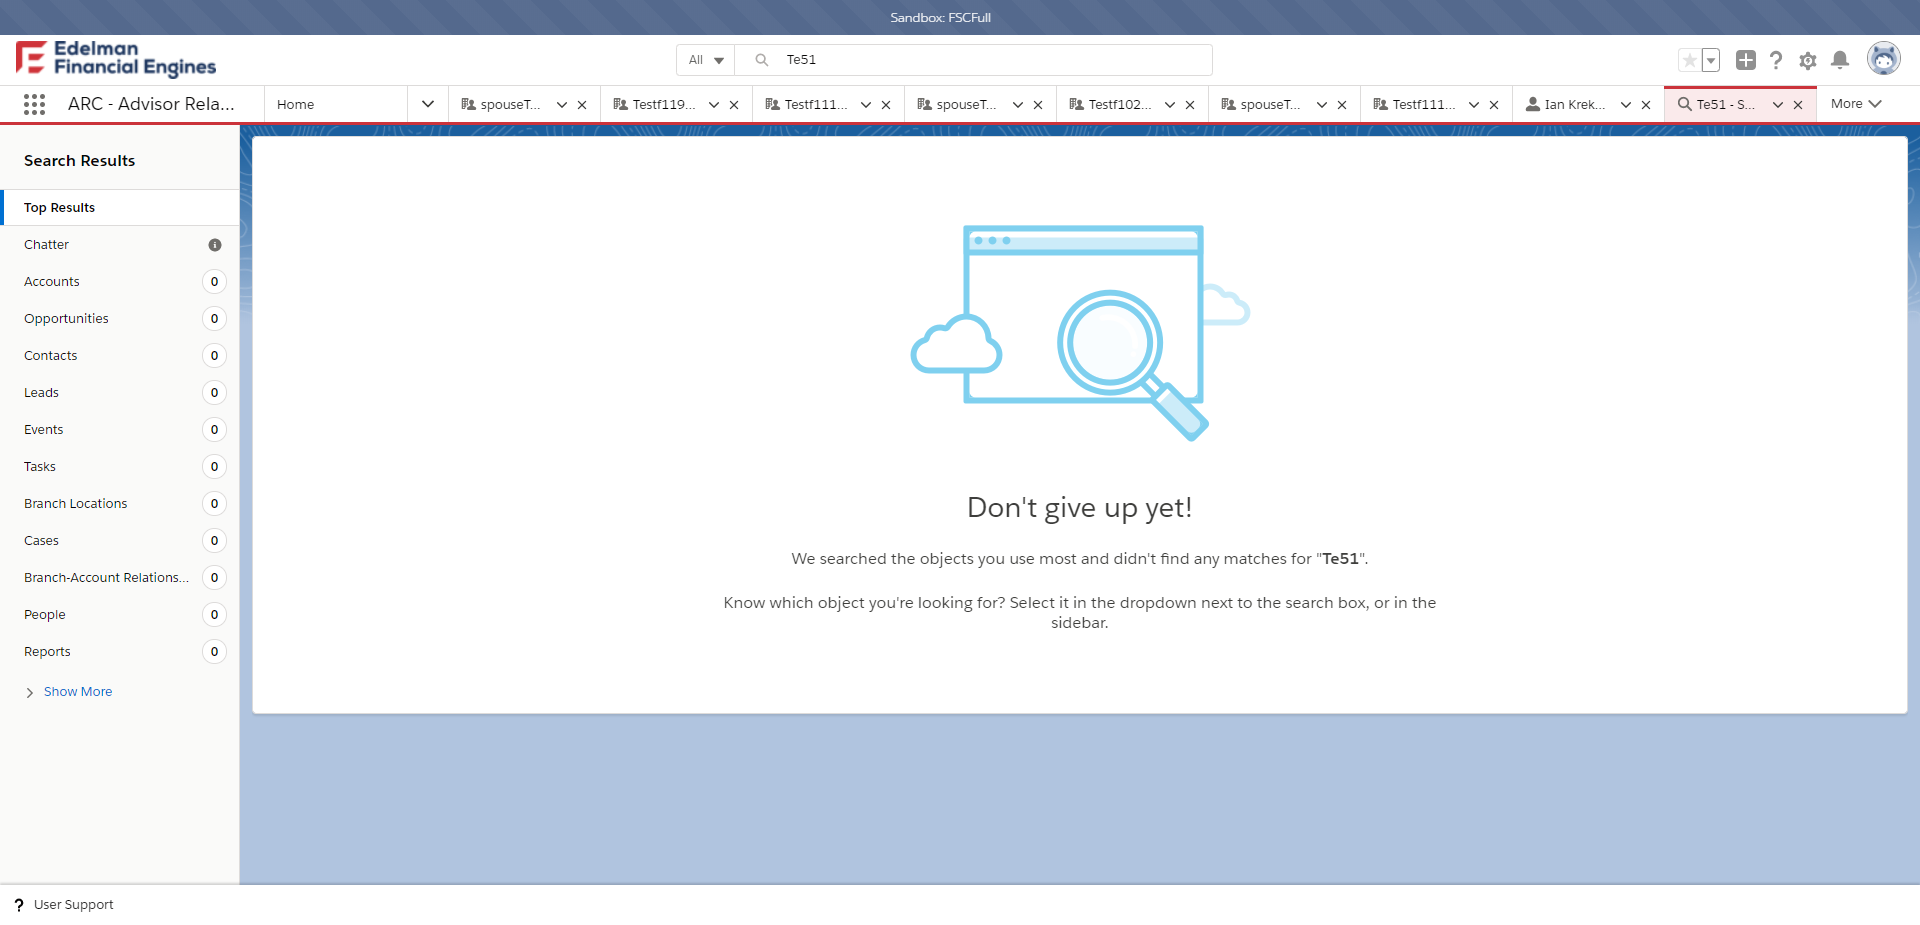 Sandbox: FSCFull
Edelman
Financial Engines
All
Te51
ARC - Advisor Rela...
Home
spouseT...
Testf119...
Testf111...
spouseT...
Testf102...
spouseT...
Testf111...
Ian Krek...
Te51 - S...
More
Search Results
Top Results
Chatter
Accounts 0
Opportunities 0
Contacts 0
Leads 0
Events 0
Tasks 0
Branch Locations 0
Cases 0
Branch-Account Relations... 0
People 0
Reports 0
Show More
Don't give up yet!
We searched the objects you use most and didn't find any matches for "Te51".
Know which object you're looking for? Select it in the dropdown next to the search box, or in the
sidebar.
? User Support